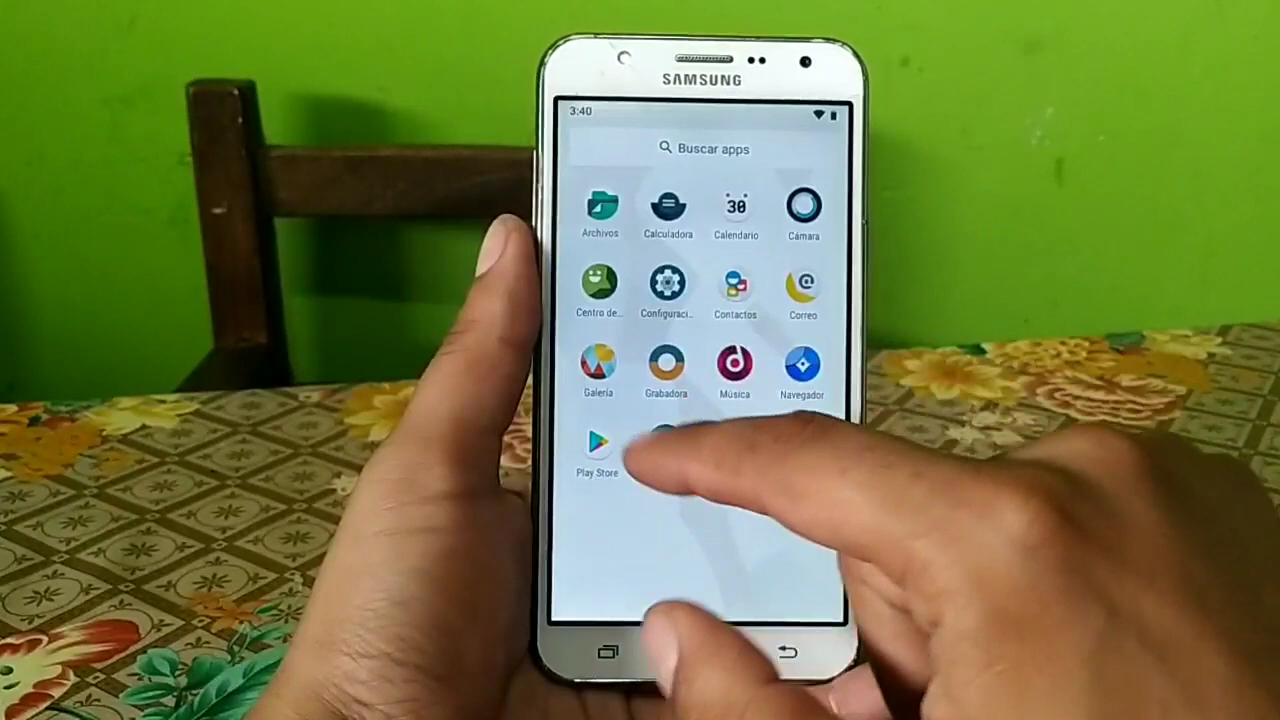 SAMSUNG
3:40
Buscar apps
30
@
Archivos Calculadora Calendario Cámara
Centro de... Configuraci... Contactos Correo
Galería Grabadora Música Navegador
Play Store